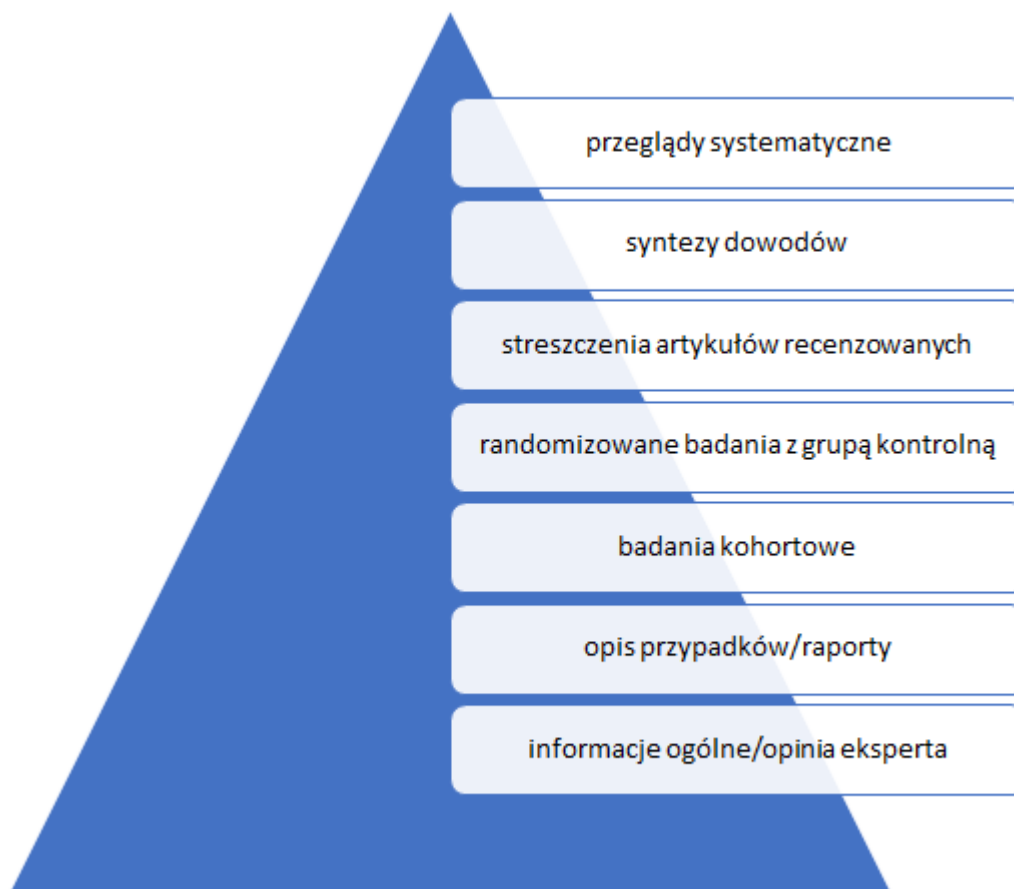 przeglądy systematyczne
syntezy dowodów
streszczenia artykułów recenzowanych
randomizowane badania z grupą kontrolną
badania kohortowe
opis przypadków/raporty
informacje ogólne/opinia eksperta